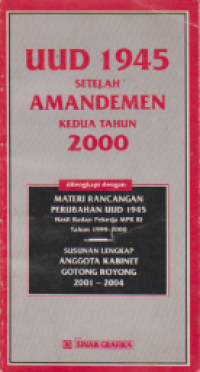 UUD 1945
SETELAH
AMANDEMEN
KEDUA TAHUN
2000
dilengkapi dengan
MATERI RANCANGAN
PERUBAHAN UUD 1945
Hasil Badan Pekerja MPR RI
Tahun 1999-2000
SUSUNAN LENGKAP
ANGGOTA KABINET
GOTONG ROYONG
2001 - 2004
SINAR GRAFIKA